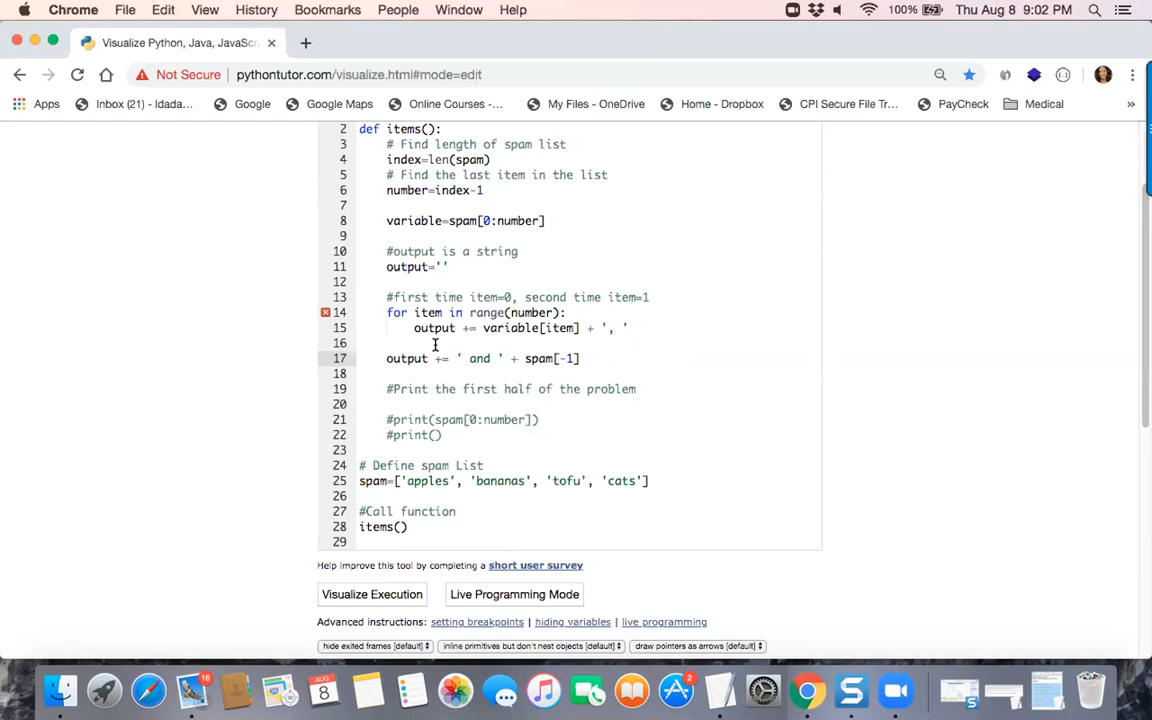 Chrome File Edit View History Bookmarks People Window Help 100% Thu Aug 8 9:02 PM
Visualize Python, Java, JavaScr
Not Secure pythontutor.com/visualize.html#mode=edit
Apps Inbox (21) - Idada... Google Google Maps Online Courses -... My Files - OneDrive Home - Dropbox CPI Secure File Tr... PayCheck Medical »
2 def items():
3 # Find length of spam list
4 index=len(spam)
5 # Find the last item in the list
6 number=index-1
7
8 variable=spam[0:number]
9
10 #output is a string
11 output=''
12
13 #first time item=0, second time item=1
14 for item in range(number):
15 output += variable[item] + ', '
16
17 output += ' and ' + spam[-1]
18
19 #Print the first half of the problem
20
21 #print(spam[0:number])
22 #print()
23
24 # Define spam List
25 spam=['apples', 'bananas', 'tofu', 'cats']
26
27 #Call function
28 items()
29
Help improve this tool by completing a short user survey
Visualize Execution Live Programming Mode
Advanced instructions: setting breakpoints | hiding variables | live programming
hide exited frames [default] inline primitives but don't nest objects [default] draw pointers as arrows [default]
16 8 2